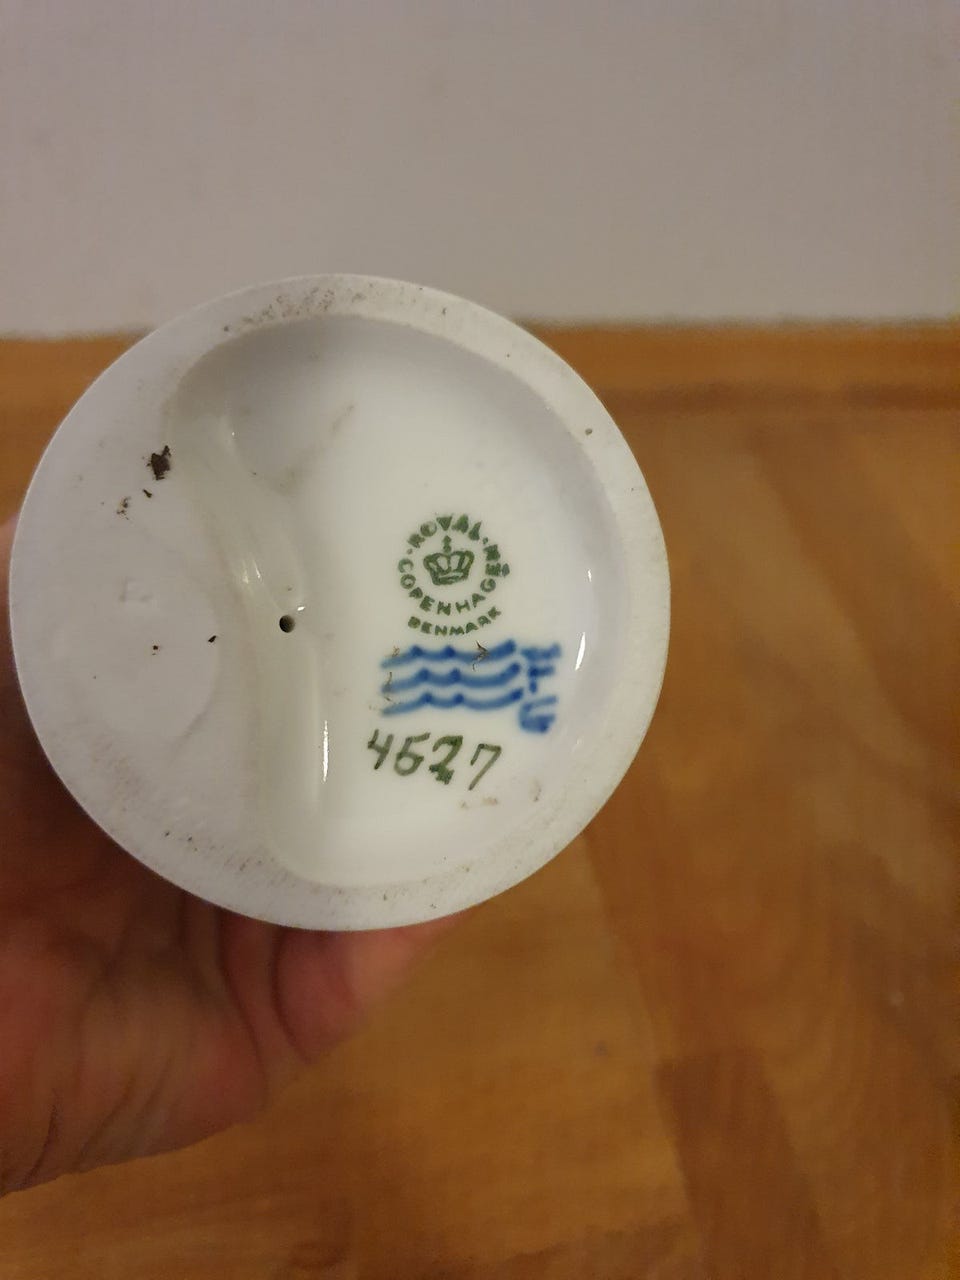 ROYAL
COPENHAGEN
DENMARK
4527